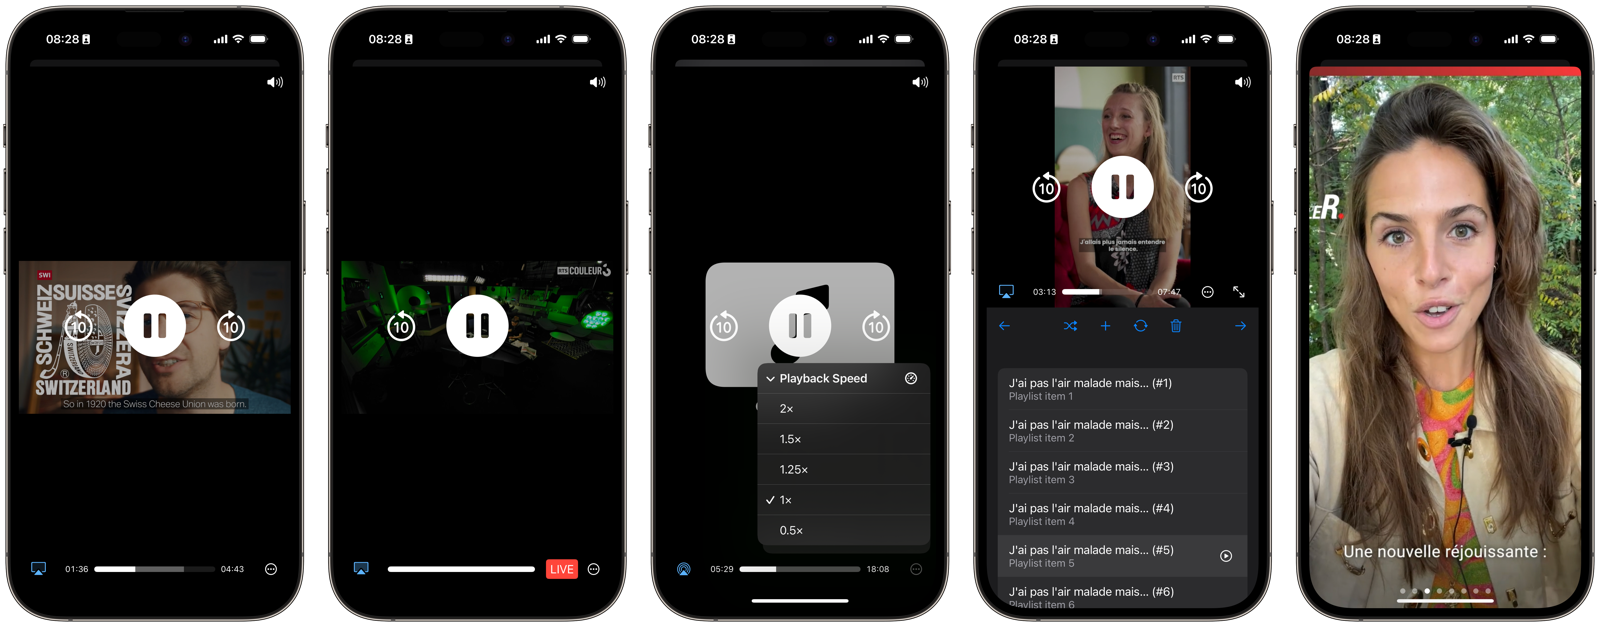 08:28
SWI
SCHWEIZ
SUISSE
SVIZZERA
SWITZERLAND
So in 1920 the Swiss Cheese Union was born.
10
10
01:36
04:43
08:28
RTS COULEUR 3
10
LIVE
08:28
10
10
Playback Speed
2×
1.5×
1.25×
1×
0.5×
05:29
18:08
08:28
RTS
10
10
J'allais plus jamais entendre
le silence.
03:13
07:47
J'ai pas l'air malade mais... (#1)
Playlist item 1
J'ai pas l'air malade mais... (#2)
Playlist item 2
J'ai pas l'air malade mais... (#3)
Playlist item 3
J'ai pas l'air malade mais... (#4)
Playlist item 4
J'ai pas l'air malade mais... (#5)
Playlist item 5
J'ai pas l'air malade mais... (#6)
Playlist item 6
08:28
EER.
Une nouvelle réjouissante :